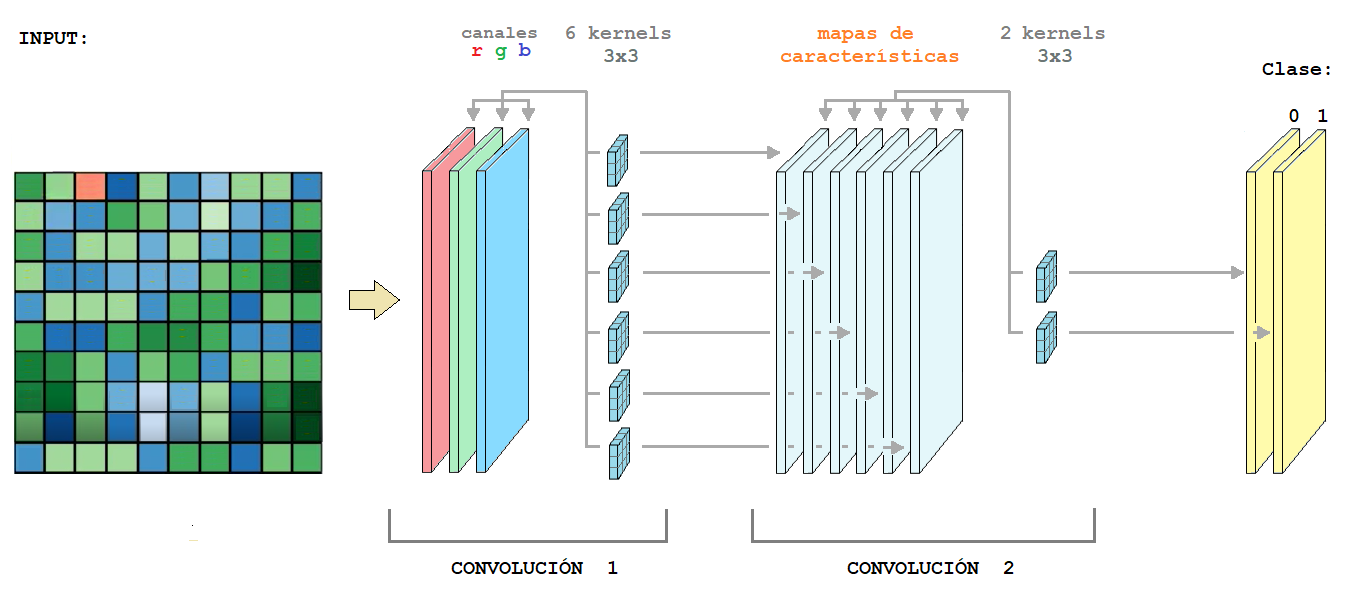 INPUT:
canales
r g b
6 kernels
3x3
mapas de
características
2 kernels
3x3
Clase:
0 1
CONVOLUCIÓN 1
CONVOLUCIÓN 2